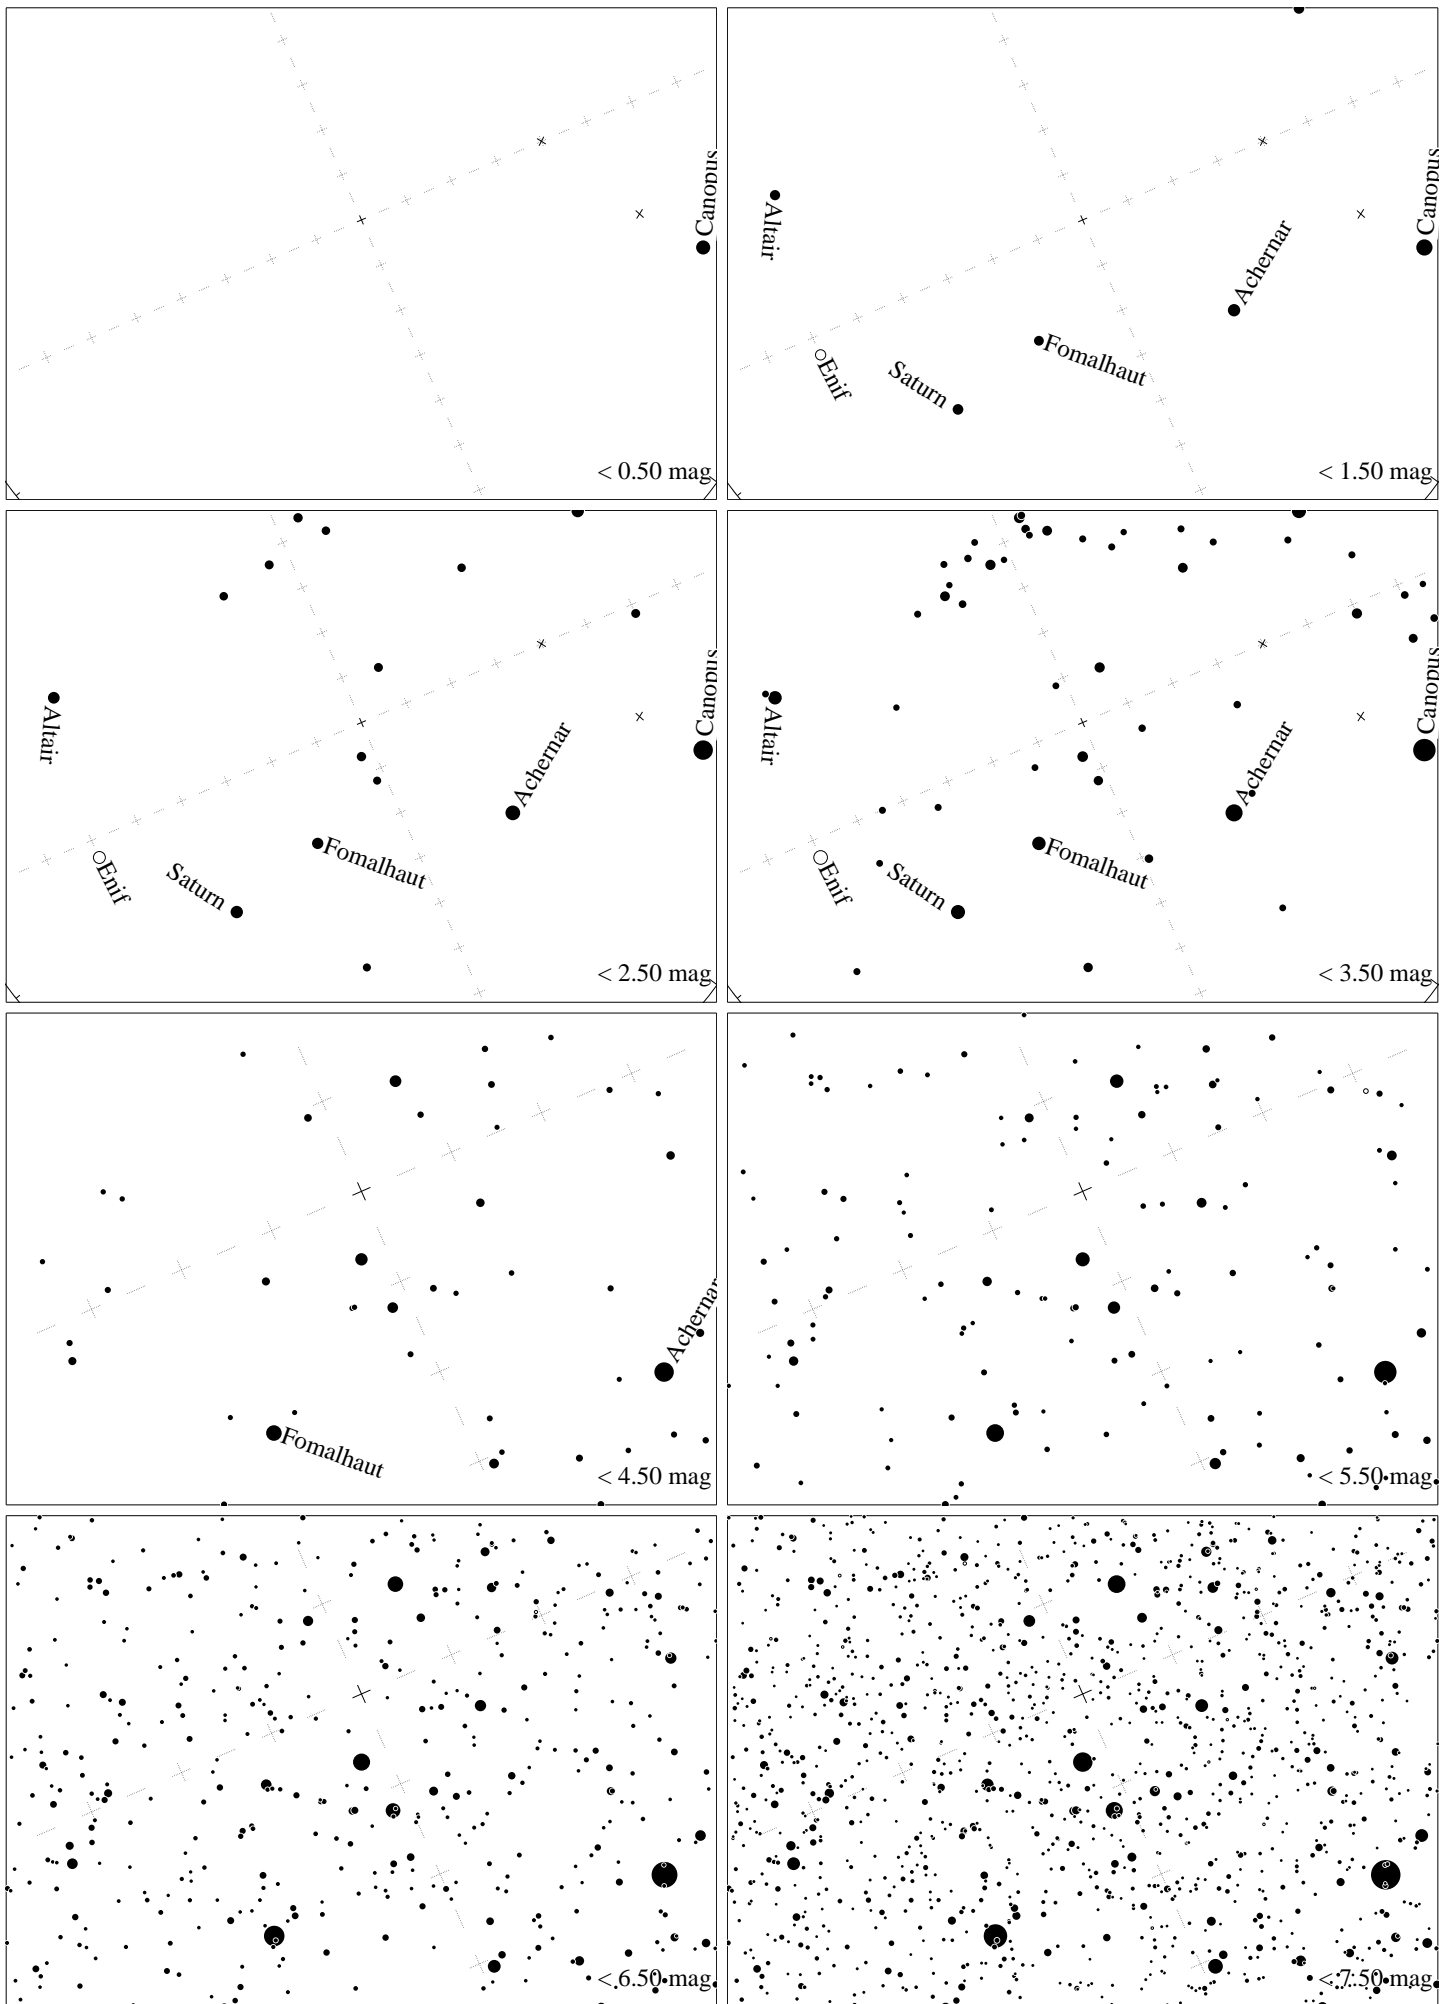 Canopus
< 0.50 mag
Altair
Canopus
Achernar
Fomalhaut
Enif
Saturn
< 1.50 mag
Altair
Canopus
Achernar
Fomalhaut
Enif
Saturn
< 2.50 mag
Altair
Canopus
Achernar
Fomalhaut
Enif
Saturn
< 3.50 mag
Achernar
Fomalhaut
< 4.50 mag
< 5.50 mag
< 6.50 mag
< 7.50 mag